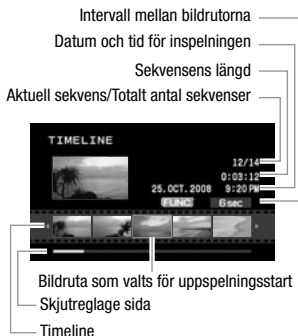 Intervall mellan bildrutorna
Datum och tid för inspelningen
Sekvensens längd
Aktuell sekvens/Totalt antal sekvenser
TIMELINE
12/14
0:03:12
25.OCT.2008 9:20 PM
FUNC. 6sec
Bildruta som valts för uppspelningsstart
Skjutreglage sida
Timeline